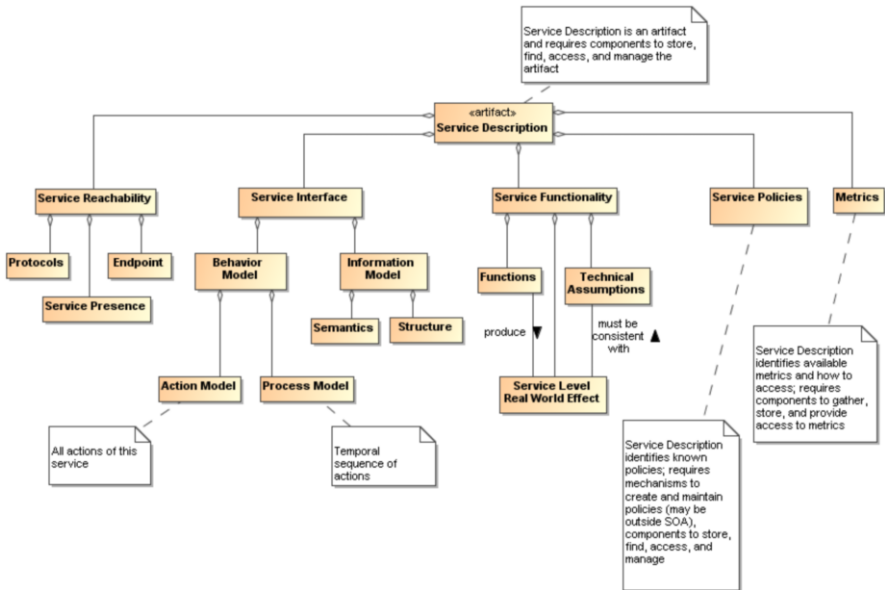 Service Description is an artifact
and requires components to store,
find, access, and manage the
artifact
«artifact»
Service Description
Service Reachability
Service Interface
Service Functionality
Service Policies
Metrics
Protocols
Endpoint
Service Presence
Behavior
Model
Information
Model
Functions
Technical
Assumptions
Semantics
Structure
produce
must be
consistent
with
Action Model
Process Model
Service Level
Real World Effect
All actions of this
service
Temporal
sequence of
actions
Service Description
identifies known
policies; requires
mechanisms to
create and maintain
policies (may be
outside SOA),
components to store,
find, access, and
manage
Service Description
identifies available
metrics and how to
access; requires
components to gather,
store, and provide
access to metrics